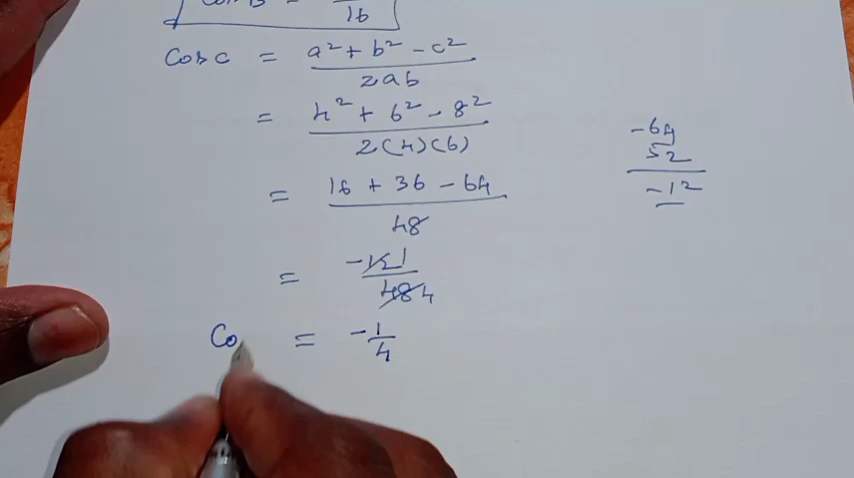 16
Cos C = a² + b² - c² / 2ab
= 4² + 6² - 8² / 2(4)(6)
= 16 + 36 - 64 / 48
= -12 1 / 48 4
Co = -1/4
-64
52
-12